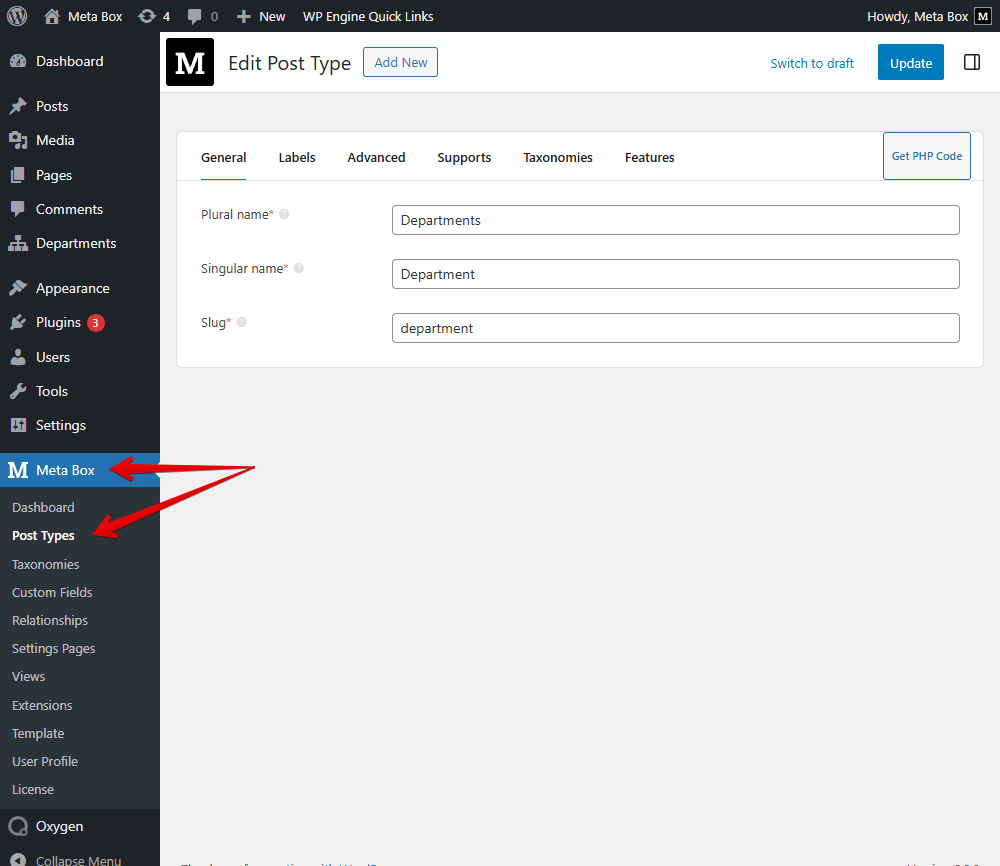 Meta Box 4 0 New WP Engine Quick Links Howdy, Meta Box M
Dashboard
Posts
Media
Pages
Comments
Departments
Appearance
Plugins 3
Users
Tools
Settings
M Meta Box
Dashboard
Post Types
Taxonomies
Custom Fields
Relationships
Settings Pages
Views
Extensions
Template
User Profile
License
Oxygen
Collapse Menu
M Edit Post Type Add New Switch to draft Update
General Labels Advanced Supports Taxonomies Features Get PHP Code
Plural name* Departments
Singular name* Department
Slug* department